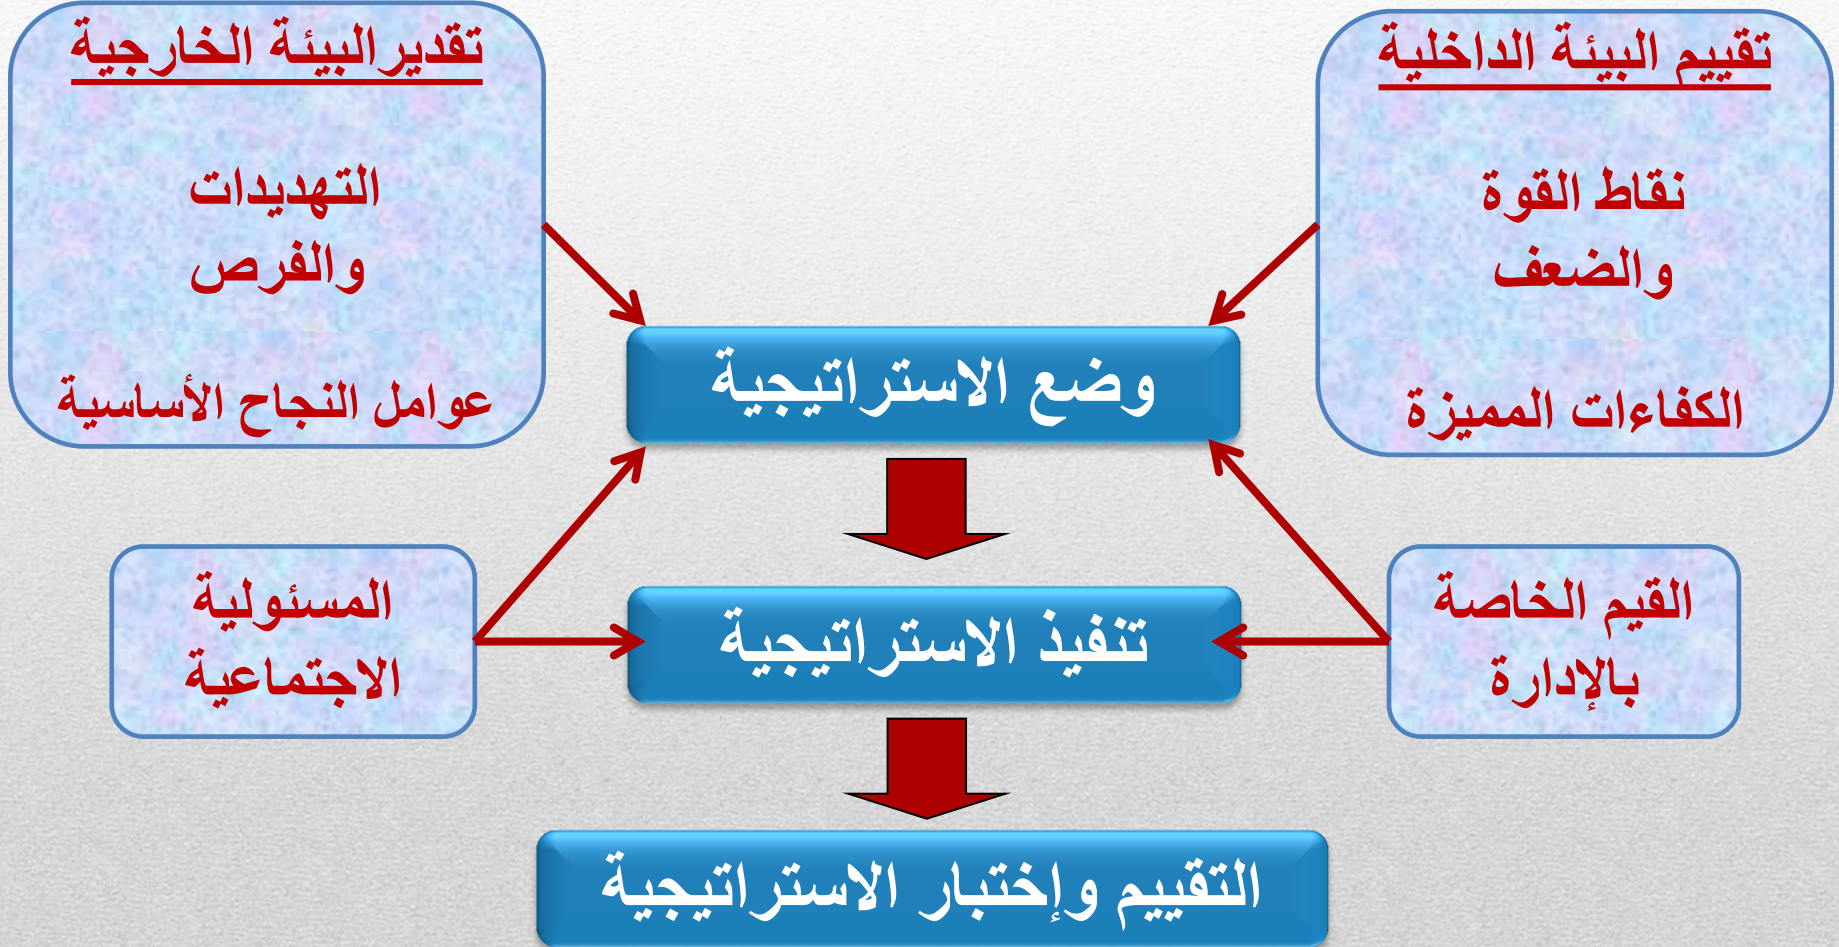 تقييم البيئة الداخلية
نقاط القوة
والضعف
الكفاءات المميزة
تقديرالبيئة الخارجية
التهديدات
والفرص
عوامل النجاح الأساسية
وضع الاستراتيجية
القيم الخاصة
بالإدارة
تنفيذ الاستراتيجية
المسئولية
الاجتماعية
التقييم وإختبار الاستراتيجية